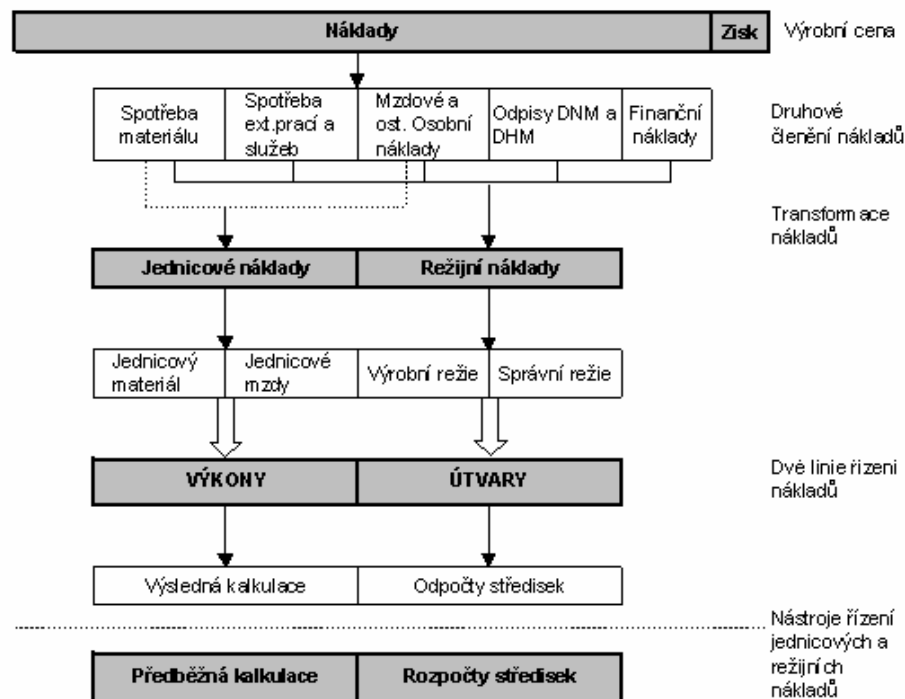 Náklady
Zisk
Výrobní cena
Spotřeba
materiálu
Spotřeba
ext.prací a
služeb
Mzdové a
ost. Osobní
náklady
Odpisy DNM a
DHM
Finanční
náklady
Druhové
členění nákladů
Transformace
nákladů
Jednicové náklady
Režijní náklady
Jednicový
materiál
Jednicové
mzdy
Výrobní režie
Správní režie
VÝKONY
ÚTVARY
Dvé linie řizení
nákladů
Výsledná kalkulace
Odpočty středisek
Nástroje řízení
jednicových a
režijních
nákladů
Předběžná kalkulace
Rozpočty středisek